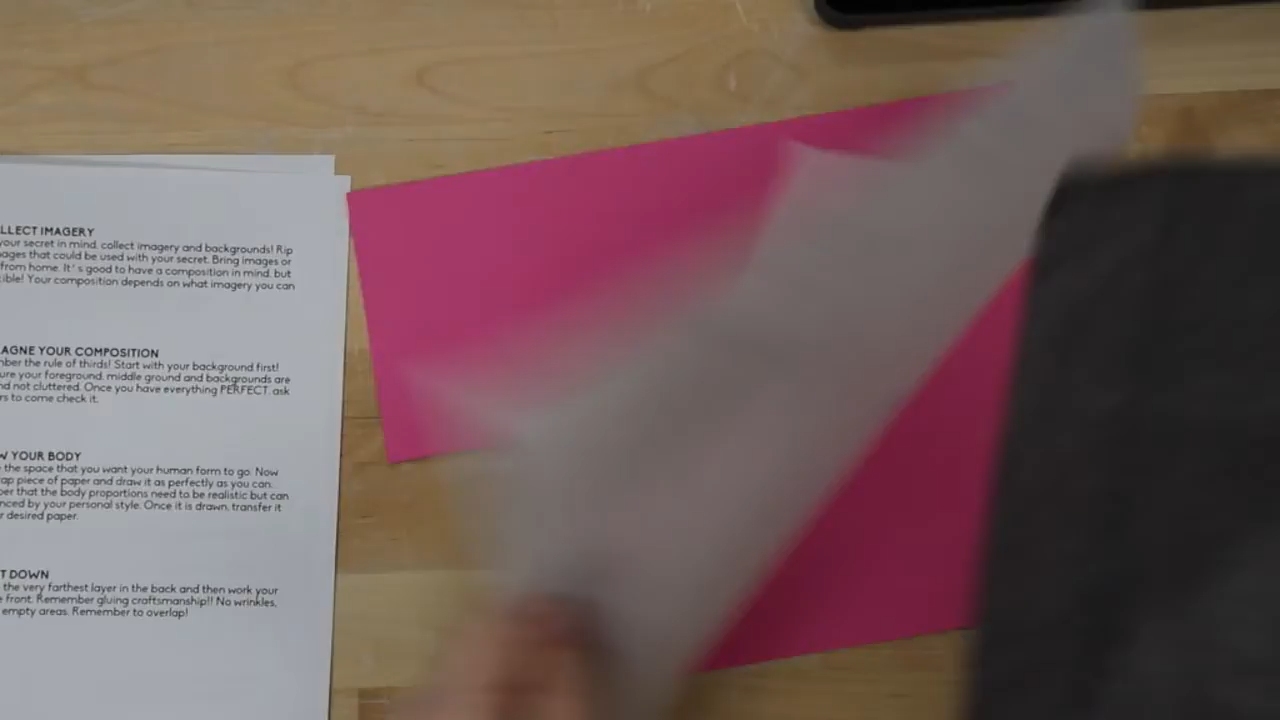 LLECT IMAGERY
your secret in mind, collect imagery and backgrounds! Rip
ages that could be used with your secret. Bring images or
from home. It's good to have a composition in mind, but
ible! Your composition depends on what imagery you can
AGNE YOUR COMPOSITION
ber the rule of thirds! Start with your background first!
ure your foreground, middle ground and backgrounds are
nd not cluttered. Once you have everything PERFECT, ask
rs to come check it.
W YOUR BODY
the space that you want your human form to go. Now
ap piece of paper and draw it as perfectly as you can.
ber that the body proportions need to be realistic but can
nced by your personal style. Once it is drawn, transfer it
r desired paper.
T DOWN
the very farthest layer in the back and then work your
e front. Remember gluing craftsmanship!! No wrinkles,
empty areas. Remember to overlap!